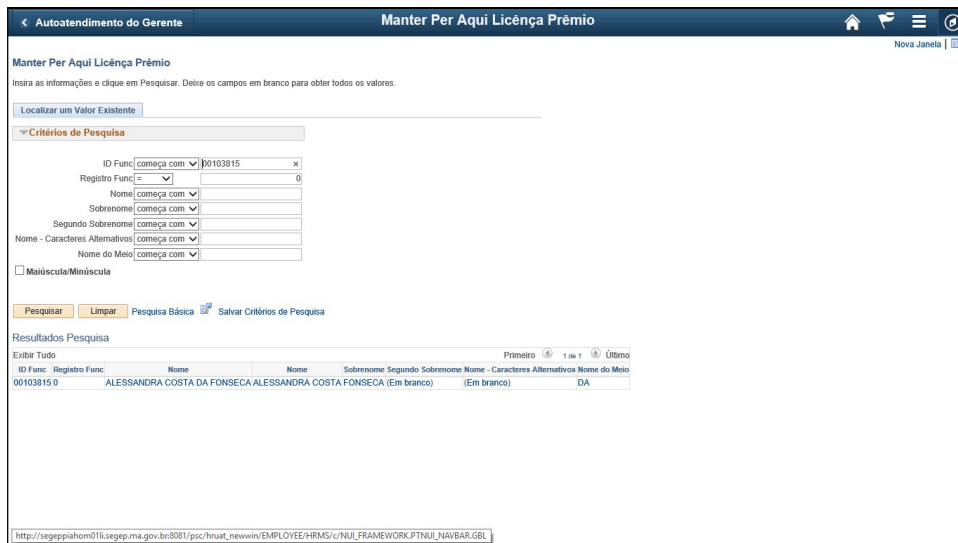 Autoatendimento do Gerente
Manter Per Aqui Licênça Prêmio
Nova Janela |
Manter Per Aqui Licênça Prêmio
Insira as informações e clique em Pesquisar. Deixe os campos em branco para obter todos os valores.
Localizar um Valor Existente
Critérios de Pesquisa
ID Func começa com 00103815 ×
Registro Func = 0
Nome começa com
Sobrenome começa com
Segundo Sobrenome começa com
Nome - Caracteres Alternativos começa com
Nome do Meio começa com
Maiúscula/Minúscula
Pesquisar Limpar Pesquisa Básica Salvar Critérios de Pesquisa
Resultados Pesquisa
Exibir Tudo Primeiro 1 de 1 Último
ID Func Registro Func Nome Nome Sobrenome Segundo Sobrenome Nome - Caracteres Alternativos Nome do Meio
00103815 0 ALESSANDRA COSTA DA FONSECA ALESSANDRA COSTA FONSECA (Em branco) (Em branco) DA
http://segeppiahom01li.segep.ma.gov.br:8081/psc/hruat_newwin/EMPLOYEE/HRMS/c/NUI_FRAMEWORK.PTNUI_NAVBAR.GBL